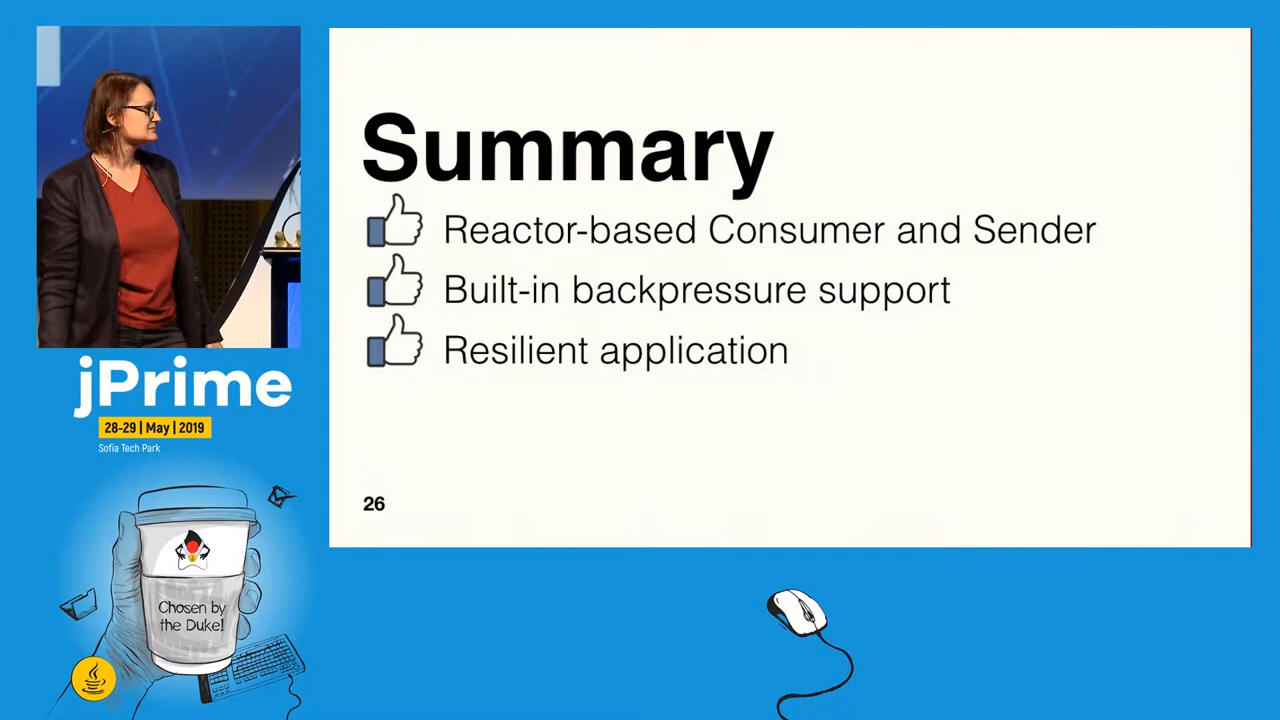 Summary
Reactor-based Consumer and Sender
Built-in backpressure support
Resilient application
26
jPrime
28-29 | May | 2019
Sofia Tech Park
Chosen by
the Duke!